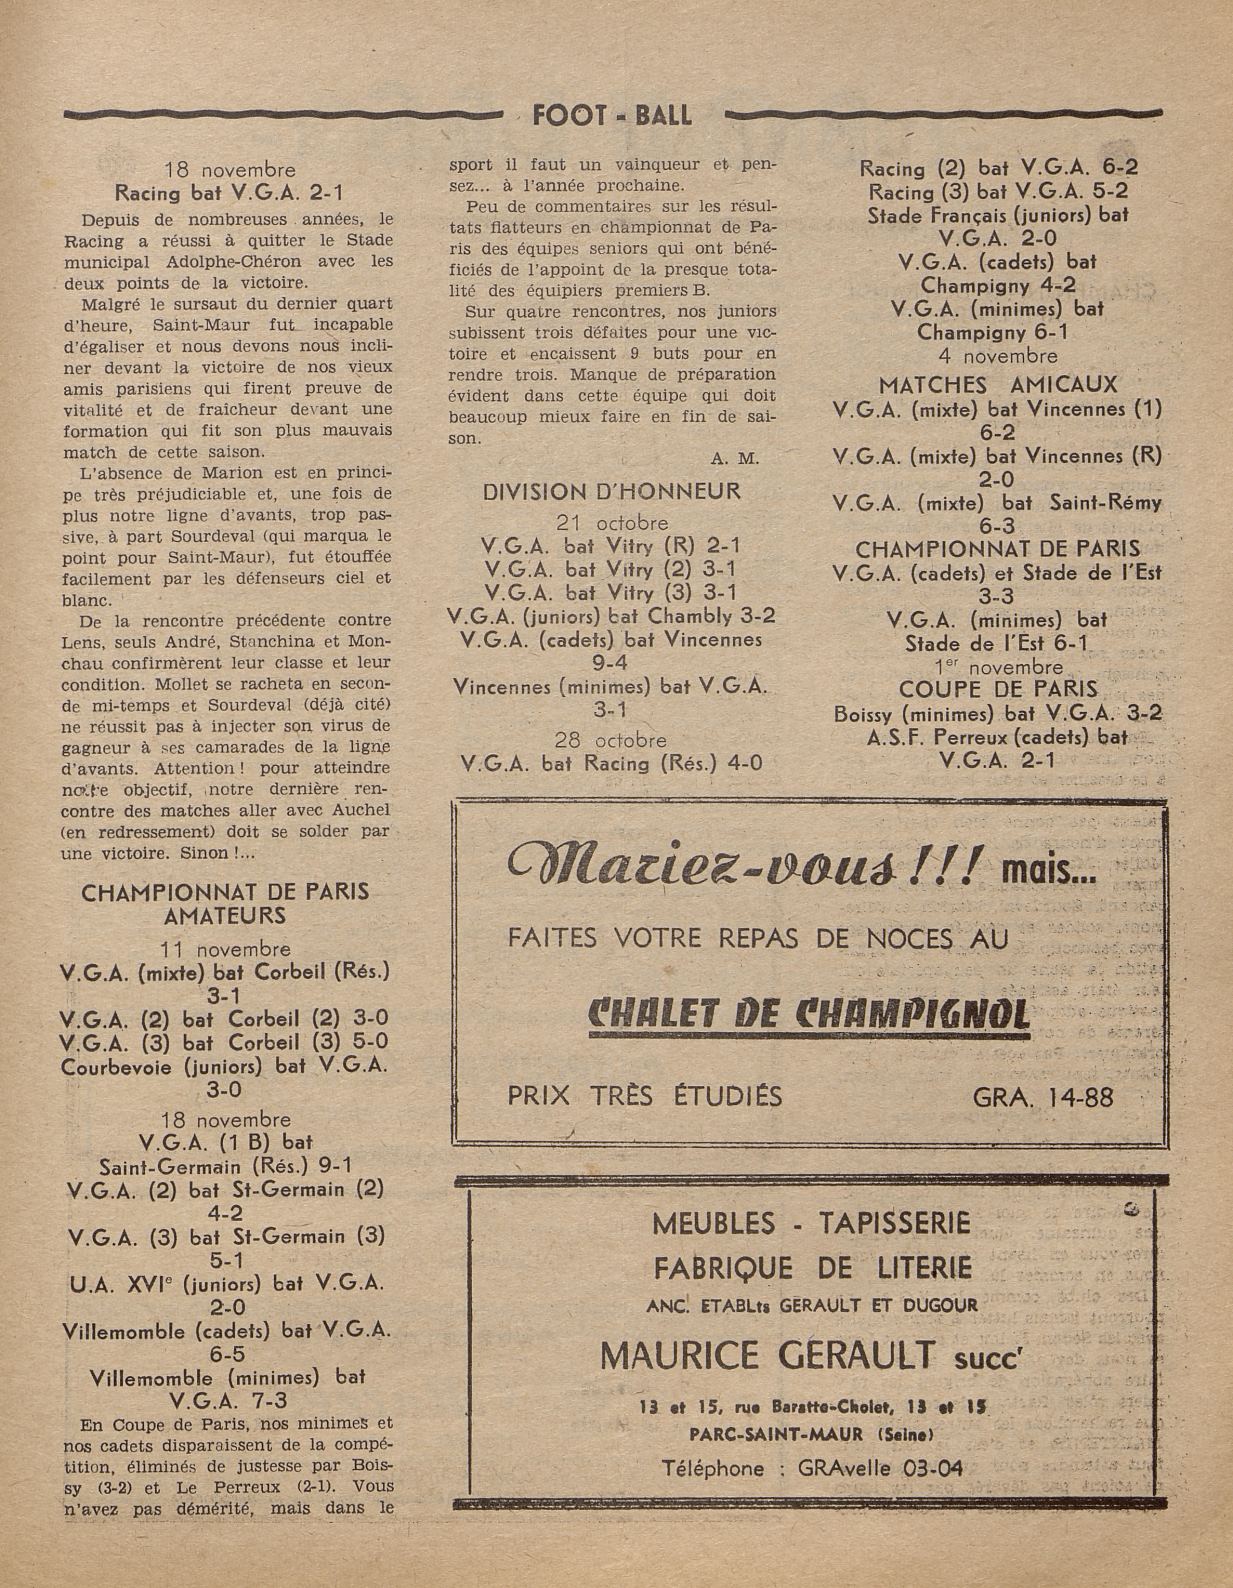 FOOT - BALL
18 novembre
Racing bat V.G.A. 2-1
Depuis de nombreuses années, le
Racing a réussi à quitter le Stade
municipal Adolphe-Chéron avec les
deux points de la victoire.
Malgré le sursaut du dernier quart
d'heure, Saint-Maur fut incapable
d'égaliser et nous devons nous incli-
ner devant la victoire de nos vieux
amis parisiens qui firent preuve de
vitalité et de fraicheur devant une
formation qui fit son plus mauvais
match de cette saison.
L'absence de Marion est en princi-
pe très préjudiciable et, une fois de
plus notre ligne d'avants, trop pas-
sive, à part Sourdeval (qui marqua le
point pour Saint-Maur), fut étouffée
facilement par les défenseurs ciel et
blanc.
De la rencontre précédente contre
Lens, seuls André, Stanchina et Mon-
chau confirmèrent leur classe et leur
condition. Mollet se racheta en secon-
de mi-temps et Sourdeval (déjà cité)
ne réussit pas à injecter son virus de
gagneur à ses camarades de la ligne
d'avants. Attention ! pour atteindre
notre objectif, notre dernière ren-
contre des matches aller avec Auchel
(en redressement) doit se solder par
une victoire. Sinon !...
CHAMPIONNAT DE PARIS
AMATEURS
11 novembre
V.G.A. (mixte) bat Corbeil (Rés.)
3-1
V.G.A. (2) bat Corbeil (2) 3-0
V.G.A. (3) bat Corbeil (3) 5-0
Courbevoie (juniors) bat V.G.A.
3-0
18 novembre
V.G.A. (1 B) bat
Saint-Germain (Rés.) 9-1
V.G.A. (2) bat St-Germain (2)
4-2
V.G.A. (3) bat St-Germain (3)
5-1
U.A. XVIe (juniors) bat V.G.A.
2-0
Villemomble (cadets) bat V.G.A.
6-5
Villemomble (minimes) bat
V.G.A. 7-3
En Coupe de Paris, nos minimes et
nos cadets disparaissent de la compé-
tition, éliminés de justesse par Bois-
sy (3-2) et Le Perreux (2-1). Vous
n'avez pas démérité, mais dans le
sport il faut un vainqueur et pen-
sez... à l'année prochaine.
Peu de commentaires sur les résul-
tats flatteurs en championnat de Pa-
ris des équipes seniors qui ont béné-
ficiés de l'appoint de la presque tota-
lité des équipiers premiers B.
Sur quatre rencontres, nos juniors
subissent trois défaites pour une vic-
toire et encaissent 9 buts pour en
rendre trois. Manque de préparation
évident dans cette équipe qui doit
beaucoup mieux faire en fin de sai-
son.
A. M.
DIVISION D'HONNEUR
21 octobre
V.G.A. bat Vitry (R) 2-1
V.G.A. bat Vitry (2) 3-1
V.G.A. bat Vitry (3) 3-1
V.G.A. (juniors) bat Chambly 3-2
V.G.A. (cadets) bat Vincennes
9-4
Vincennes (minimes) bat V.G.A.
3-1
28 octobre
V.G.A. bat Racing (Rés.) 4-0
Racing (2) bat V.G.A. 6-2
Racing (3) bat V.G.A. 5-2
Stade Français (juniors) bat
V.G.A. 2-0
V.G.A. (cadets) bat
Champigny 4-2
V.G.A. (minimes) bat
Champigny 6-1
4 novembre
MATCHES AMICAUX
V.G.A. (mixte) bat Vincennes (1)
6-2
V.G.A. (mixte) bat Vincennes (R)
2-0
V.G.A. (mixte) bat Saint-Rémy
6-3
CHAMPIONNAT DE PARIS
V.G.A. (cadets) et Stade de l'Est
3-3
V.G.A. (minimes) bat
Stade de l'Est 6-1
1er novembre
COUPE DE PARIS
Boissy (minimes) bat V.G.A. 3-2
A.S.F. Perreux (cadets) bat
V.G.A. 2-1
Mariez-vous !!! mais...
FAITES VOTRE REPAS DE NOCES AU
CHALET DE CHAMPIGNOL
PRIX TRÈS ÉTUDIÉS GRA. 14-88
MEUBLES - TAPISSERIE
FABRIQUE DE LITERIE
ANC. ETABLts GERAULT ET DUGOUR
MAURICE GERAULT succ'
13 et 15, rue Baratte-Cholet, 13 et 15
PARC-SAINT-MAUR (Seine)
Téléphone : GRAvelle 03-04